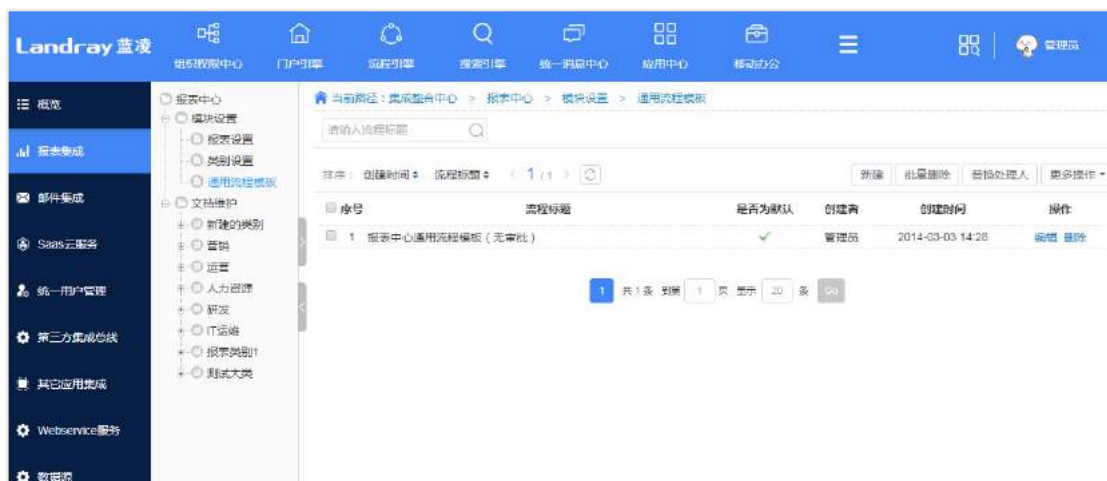 Landray 蓝凌
组织权限中心
门户引擎
流程引擎
搜索引擎
统一消息中心
应用中心
移动办公
管理员
概览
报表集成
邮件集成
Saas云服务
统一用户管理
第三方集成总线
其它应用集成
Webservice服务
数据源
报表中心
模块设置
报表设置
类别设置
通用流程模板
文档维护
新建的类别
营销
运营
人力资源
研发
IT运维
报表类别1
测试大类
当前路径：集成整合中心 > 报表中心 > 模块设置 > 通用流程模板
请输入流程标题
排序： 创建时间 流程标题 1 / 1
新建 批量删除 替换处理人 更多操作
序号 流程标题 是否为默认 创建者 创建时间 操作
1 报表中心通用流程模板（无审批） 管理员 2014-03-03 14:28 编辑 删除
1 共1条 到第 1 页 显示 20 条 GO